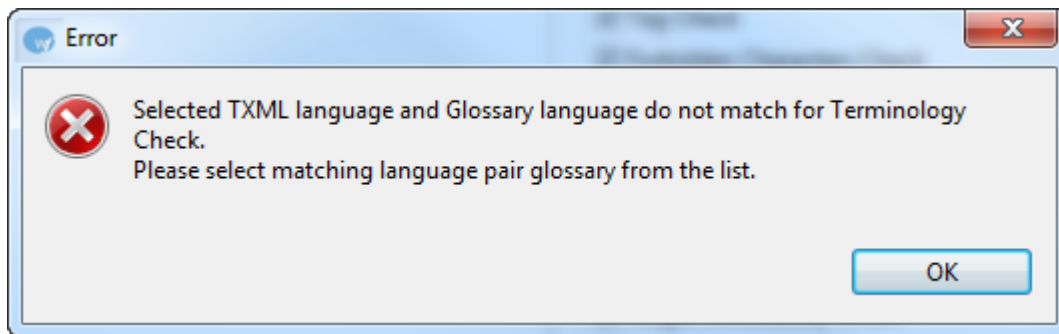 Error
Selected TXML language and Glossary language do not match for Terminology
Check.
Please select matching language pair glossary from the list.
OK